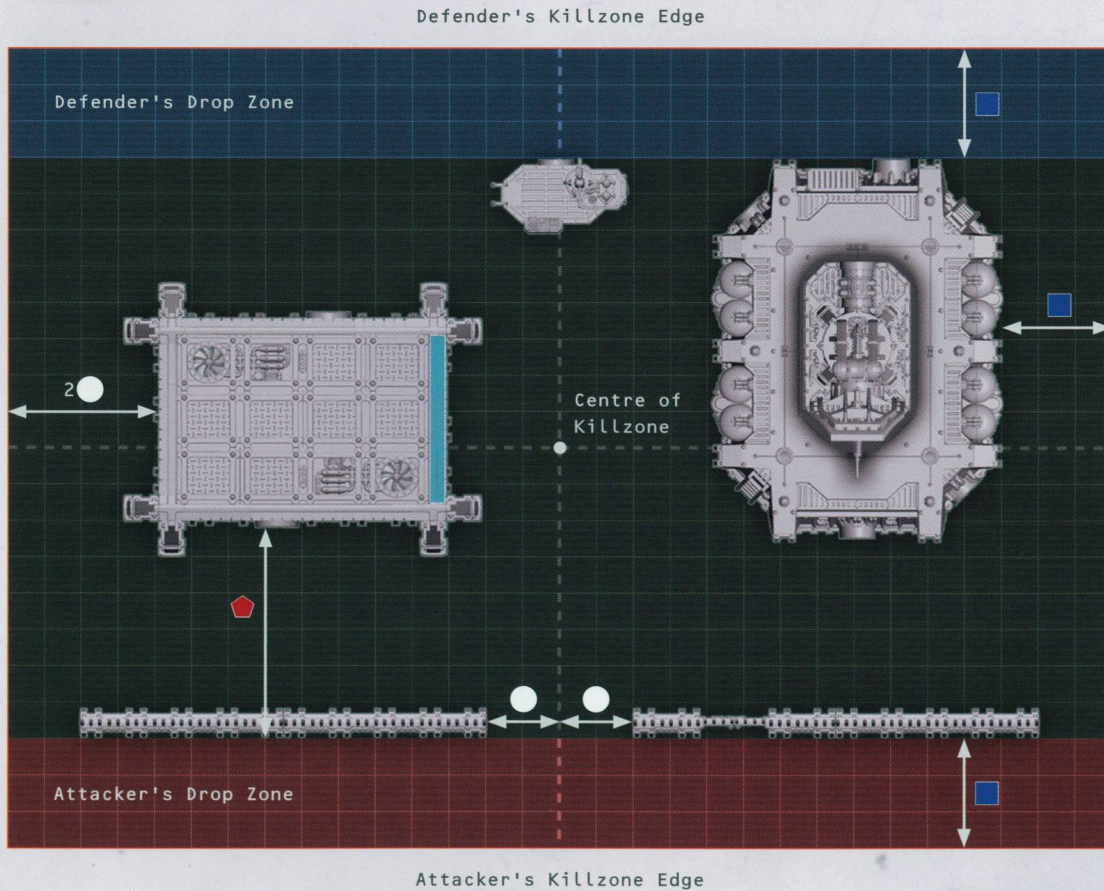 Defender's Killzone Edge
Defender's Drop Zone
2
Centre of
Killzone
Attacker's Drop Zone
Attacker's Killzone Edge